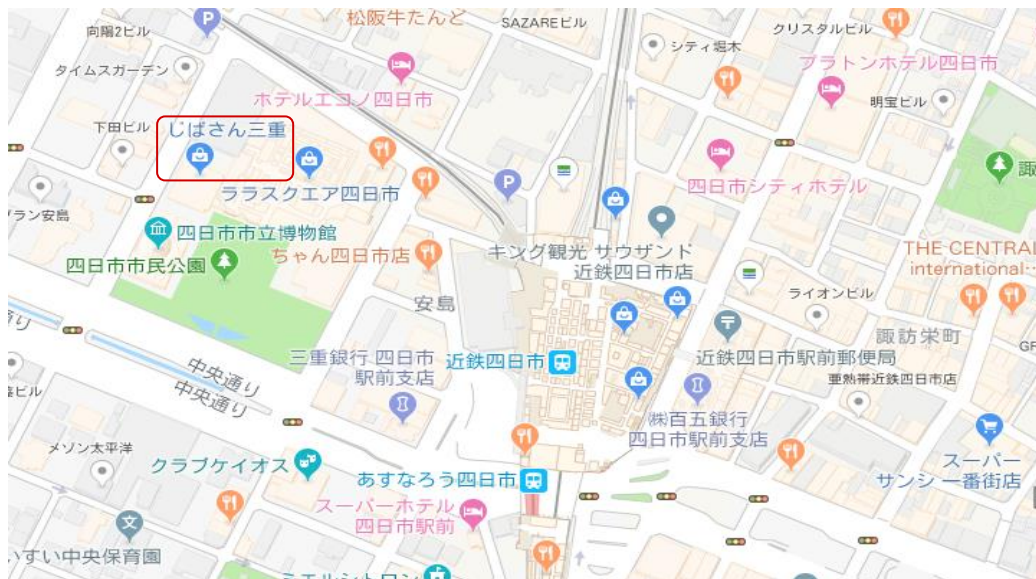 向陽2ビル
松阪牛たんど
SAZAREビル
クリスタルビル
シティ堀木
タイムスガーデン
プラトンホテル四日市
ホテルエコノ四日市
明宝ビル
下田ビル
じばさん三重
四日市シティホテル
ララスクエア四日市
プラン安島
四日市市立博物館
ちゃん四日市店
キング観光 サウザンド
近鉄四日市店
THE CENTRA
international
四日市市民公園
ライオンビル
安島
諏訪栄町
三重銀行 四日市
駅前支店
近鉄四日市
近鉄四日市駅前郵便局
亜熱帯近鉄四日市店
中央通り
中央通り
㈱百五銀行
四日市駅前支店
メゾン太平洋
クラブケイオス
あすなろう四日市
スーパー
サンシ 一番街店
スーパーホテル
四日市駅前
いすい中央保育園